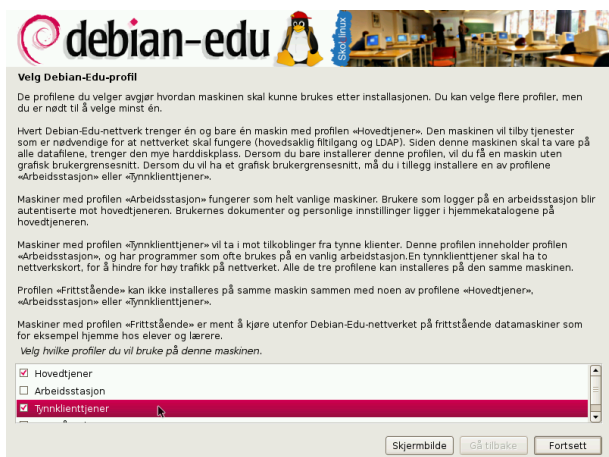 debian-edu
Skolelinux
Velg Debian-Edu-profil
De profilene du velger avgjør hvordan maskinen skal kunne brukes etter installasjonen. Du kan velge flere profiler, men
du er nødt til å velge minst én.
Hvert Debian-Edu-nettverk trenger én og bare én maskin med profilen «Hovedtjener». Den maskinen vil tilby tjenester
som er nødvendige for at nettverket skal fungere (hovedsaklig filtilgang og LDAP). Siden denne maskinen skal ta vare på
alle datafilene, trenger den mye harddiskplass. Dersom du bare installerer denne profilen, vil du få en maskin uten
grafisk brukergrensesnitt. Dersom du vil ha et grafisk brukergrensesnitt, må du i tillegg installere en av profilene
«Arbeidsstasjon» eller «Tynnklienttjener».
Maskiner med profilen «Arbeidsstasjon» fungerer som helt vanlige maskiner. Brukere som logger på en arbeidsstasjon blir
autentiserte mot hovedtjeneren. Brukernes dokumenter og personlige innstillinger ligger i hjemmekatalogene på
hovedtjeneren.
Maskiner med profilen «Tynnklienttjener» vil ta i mot tilkoblinger fra tynne klienter. Denne profilen inneholder profilen
«Arbeidsstasjon», og har programmer som ofte brukes på en vanlig arbeidstasjon.En tynnklienttjener skal ha to
nettverskort, for å hindre for høy trafikk på nettverket. Alle de tre profilene kan installeres på den samme maskinen.
Profilen «Frittstående» kan ikke installeres på samme maskin sammen med noen av profilene «Hovedtjener»,
«Arbeidsstasjon» eller «Tynnklienttjener».
Maskiner med profilen «Frittstående» er ment å kjøre utenfor Debian-Edu-nettverket på frittstående datamaskiner som
for eksempel hjemme hos elever og lærere.
Velg hvilke profiler du vil bruke på denne maskinen.
Hovedtjener
Arbeidsstasjon
Tynnklienttjener
Skjermbilde
Gå tilbake
Fortsett